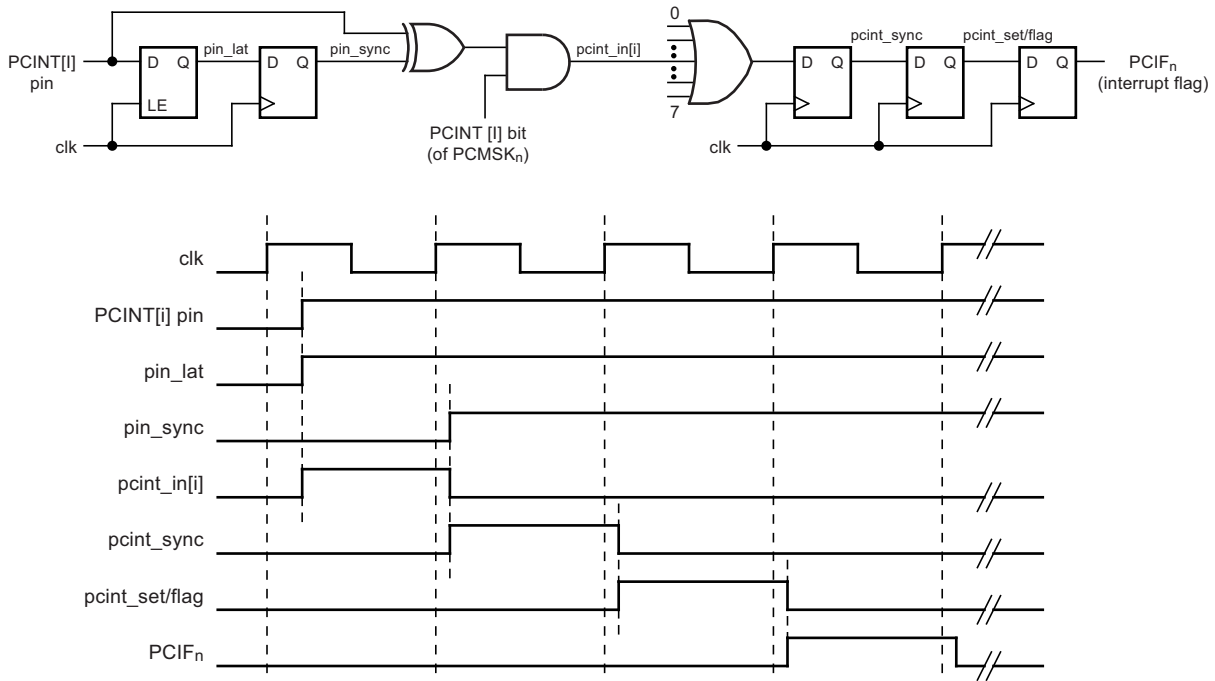 0
PCINT[I]
pin
D Q
LE
pin_lat
D Q
pin_sync
pcint_in[i]
7
D Q
pcint_sync
D Q
pcint_set/flag
D Q
PCIFn
(interrupt flag)
clk
PCINT [I] bit
(of PCMSKn)
clk
clk
PCINT[i] pin
pin_lat
pin_sync
pcint_in[i]
pcint_sync
pcint_set/flag
PCIFn